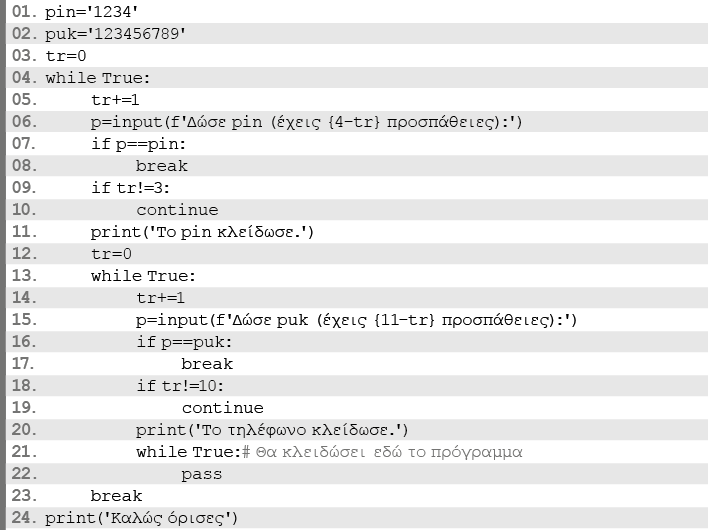 01. pin='1234'
02. puk='123456789'
03. tr=0
04. while True:
05. tr+=1
06. p=input(f'Δώσε pin (έχεις {4-tr} προσπάθειες):')
07. if p==pin:
08. break
09. if tr!=3:
10. continue
11. print('Το pin κλείδωσε.')
12. tr=0
13. while True:
14. tr+=1
15. p=input(f'Δώσε puk (έχεις {11-tr} προσπάθειες):')
16. if p==puk:
17. break
18. if tr!=10:
19. continue
20. print('Το τηλέφωνο κλείδωσε.')
21. while True:# Θα κλειδώσει εδώ το πρόγραμμα
22. pass
23. break
24. print('Καλώς όρισες')